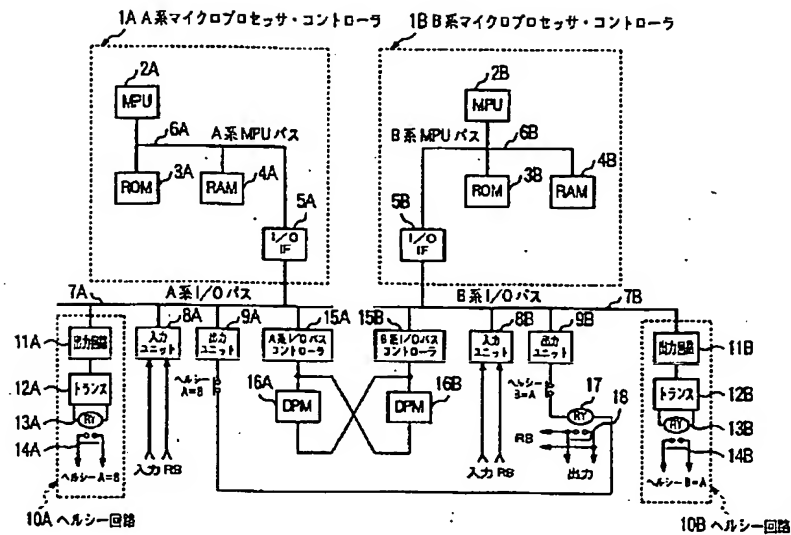 1A A系マイクロプロセッサ・コントローラ
1B B系マイクロプロセッサ・コントローラ
2A
MPU
6A
A系MPUバス
ROM
3A
RAM
4A
5A
I/O
IF
2B
MPU
B系MPUバス
6B
4B
ROM
3B
RAM
5B
I/O
IF
7A
A系I/Oバス
B系I/Oバス
7B
8A
9A
15A
15B
8B
9B
11A
出力回路
入力
ユニット
出力
ユニット
A系I/Oバス
コントローラ
B系I/Oバス
コントローラ
入力
ユニット
出力
ユニット
出力回路
11B
12A
トランス
ヘルシー
A=B
16A
DPM
16B
DPM
ヘルシー
B=A
17
18
トランス
12B
13A
RY
RY
RY
13B
14A
RB
14B
ヘルシーA=B
入力 RB
入力 RB
出力
ヘルシーB=A
10A ヘルシー回路
10B ヘルシー回路